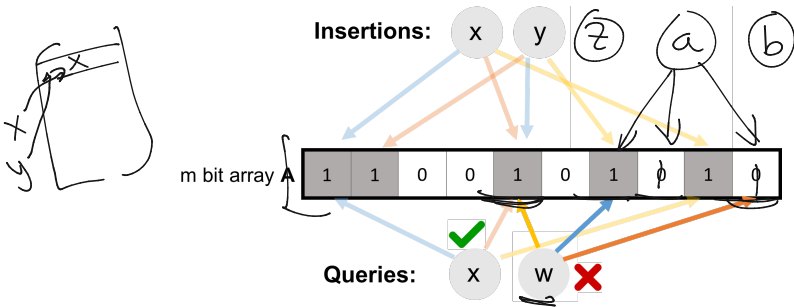 Insertions: x y z a b
x
x
y
m bit array A 1 1 0 0 1 0 1 0 1 0
Queries: x w